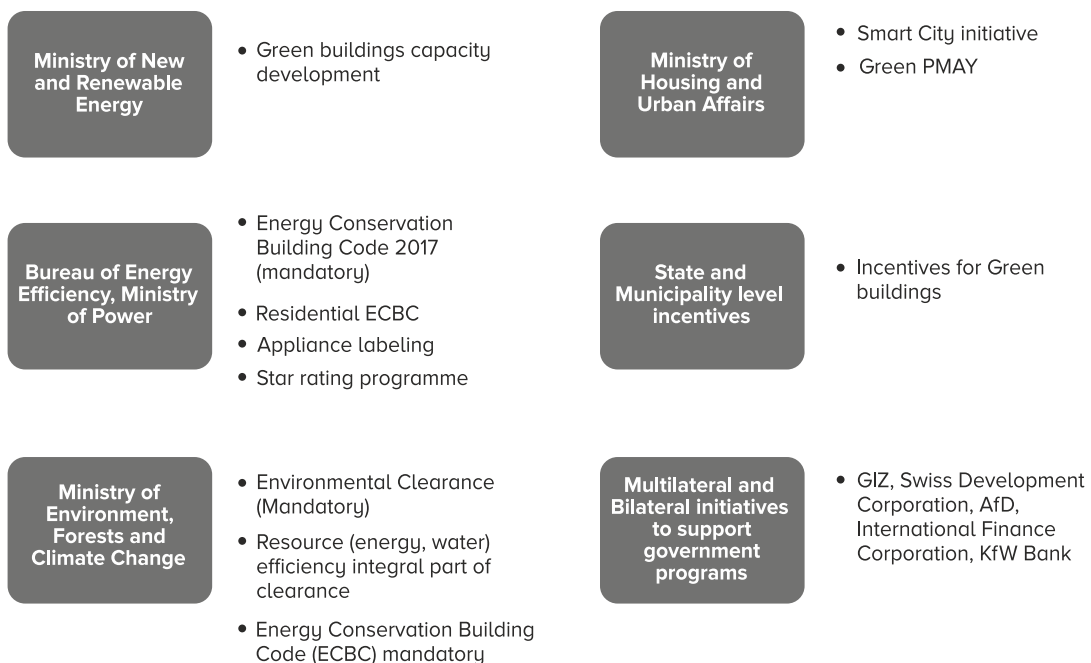 Ministry of New
and Renewable
Energy
• Green buildings capacity
development
Ministry of
Housing and
Urban Affairs
• Smart City initiative
• Green PMAY
Bureau of Energy
Efficiency, Ministry
of Power
• Energy Conservation
Building Code 2017
(mandatory)
• Residential ECBC
• Appliance labeling
• Star rating programme
State and
Municipality level
incentives
• Incentives for Green
buildings
Ministry of
Environment,
Forests and
Climate Change
• Environmental Clearance
(Mandatory)
• Resource (energy, water)
efficiency integral part of
clearance
• Energy Conservation Building
Code (ECBC) mandatory
Multilateral and
Bilateral initiatives
to support
government
programs
• GIZ, Swiss Development
Corporation, AfD,
International Finance
Corporation, KfW Bank